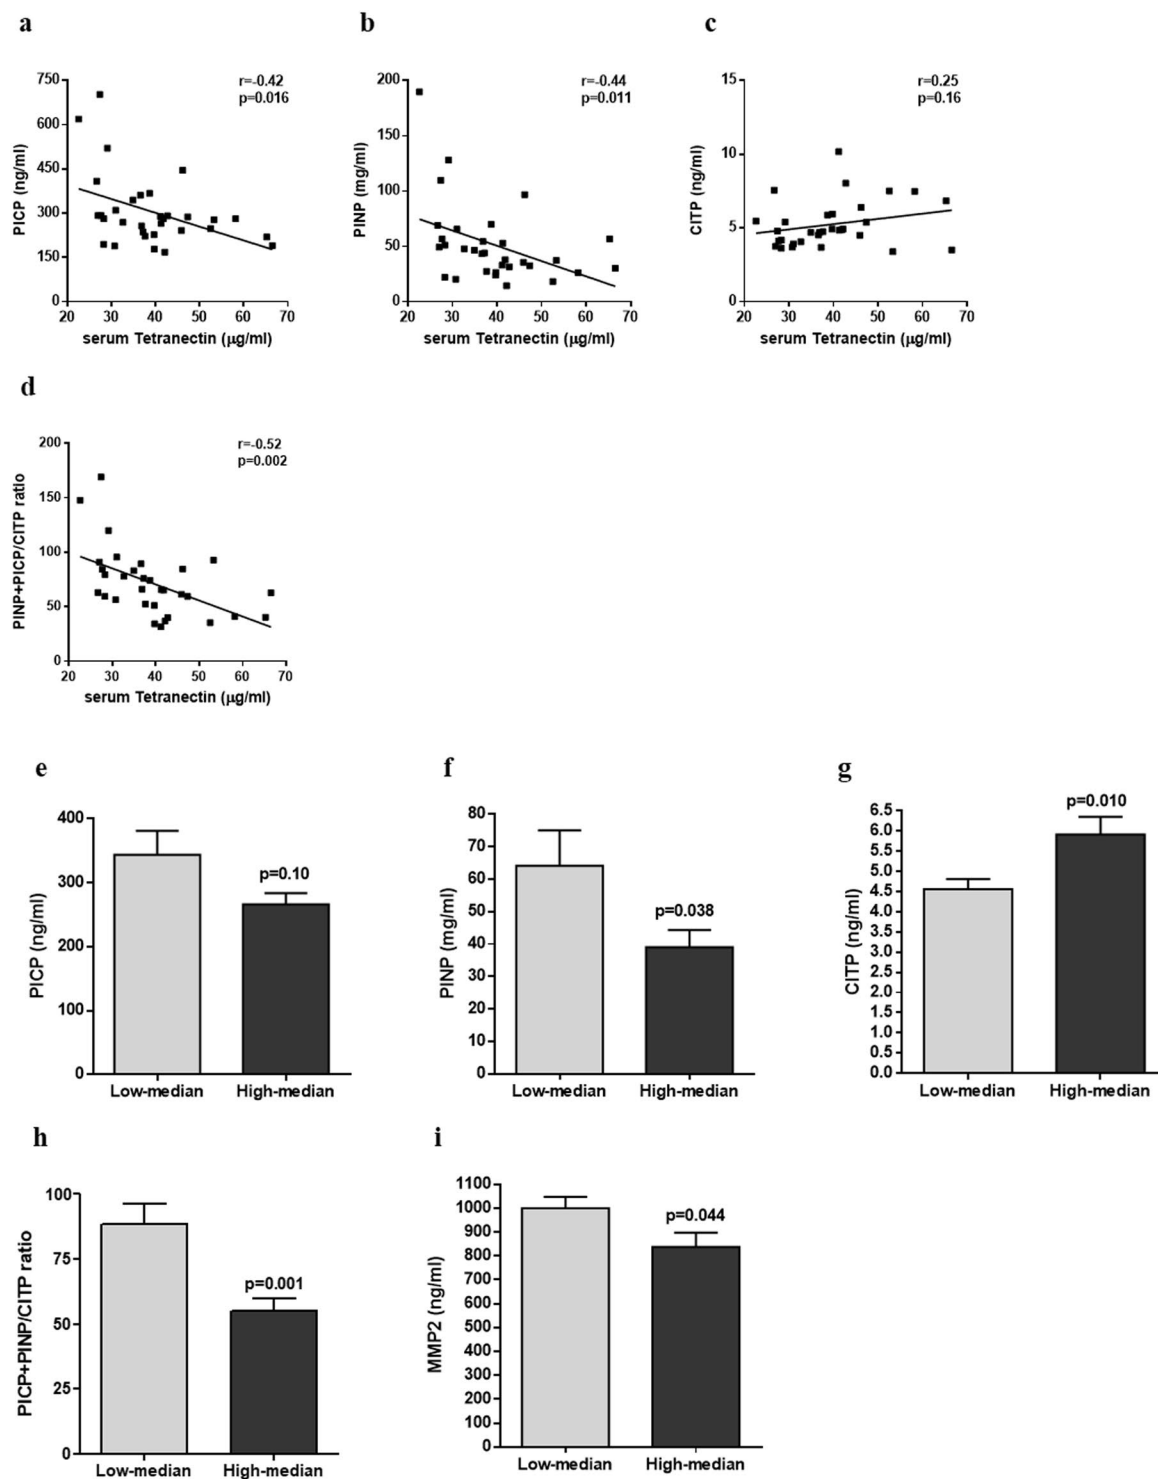 a
r=-0.42
p=0.016
PICP (ng/ml)
750
600
450
300
150
0
20 30 40 50 60 70
serum Tetranectin (μg/ml)
b
r=-0.44
p=0.011
PINP (mg/ml)
200
150
100
50
0
20 30 40 50 60 70
serum Tetranectin (μg/ml)
c
r=0.25
p=0.16
CITP (ng/ml)
15
10
5
0
20 30 40 50 60 70
serum Tetranectin (μg/ml)
d
r=-0.52
p=0.002
PINP+PICP/CITP ratio
200
150
100
50
0
20 30 40 50 60 70
serum Tetranectin (μg/ml)
e
PICP (ng/ml)
400
300
200
100
0
p=0.10
Low-median High-median
f
PINP (mg/ml)
80
70
60
50
40
30
20
10
0
p=0.038
Low-median High-median
g
CITP (ng/ml)
6.5
6.0
5.5
5.0
4.5
4.0
3.5
3.0
2.5
2.0
1.5
1.0
0.5
0.0
p=0.010
Low-median High-median
h
PICP+PINP/CITP ratio
100
75
50
25
0
p=0.001
Low-median High-median
i
MMP2 (ng/ml)
1100
1000
900
800
700
600
500
400
300
200
100
0
p=0.044
Low-median High-median